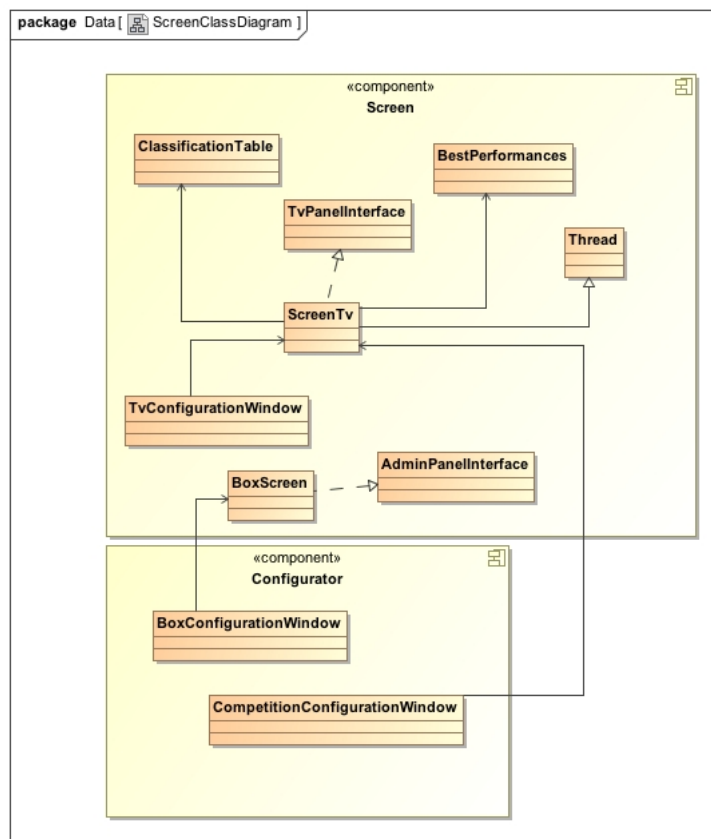 package Data [ ScreenClassDiagram ]
«component»
Screen
ClassificationTable
BestPerformances
TvPanelInterface
Thread
ScreenTv
TvConfigurationWindow
AdminPanelInterface
BoxScreen
«component»
Configurator
BoxConfigurationWindow
CompetitionConfigurationWindow